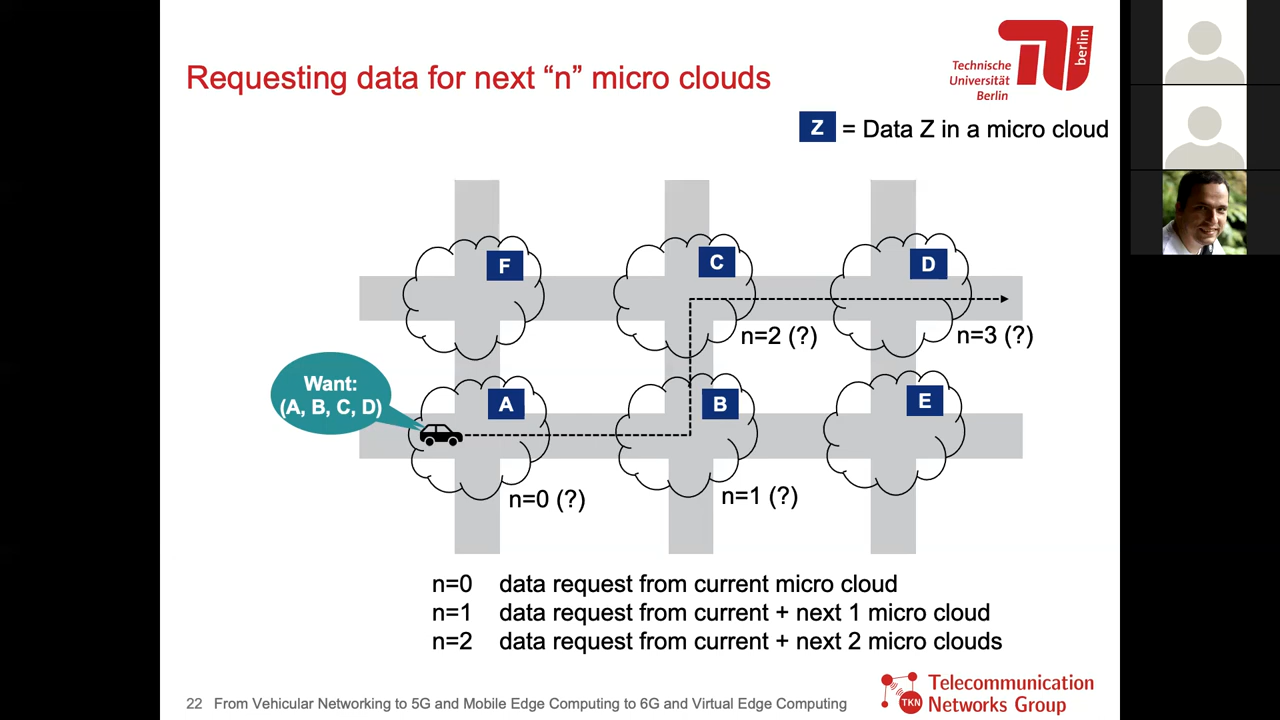 Requesting data for next “n” micro clouds
Technische
Universität
Berlin
berlin
Z = Data Z in a micro cloud
F
C
D
n=2 (?)
n=3 (?)
Want:
(A, B, C, D)
A
B
E
n=0 (?)
n=1 (?)
n=0 data request from current micro cloud
n=1 data request from current + next 1 micro cloud
n=2 data request from current + next 2 micro clouds
22 From Vehicular Networking to 5G and Mobile Edge Computing to 6G and Virtual Edge Computing
TKN
Telecommunication
Networks Group